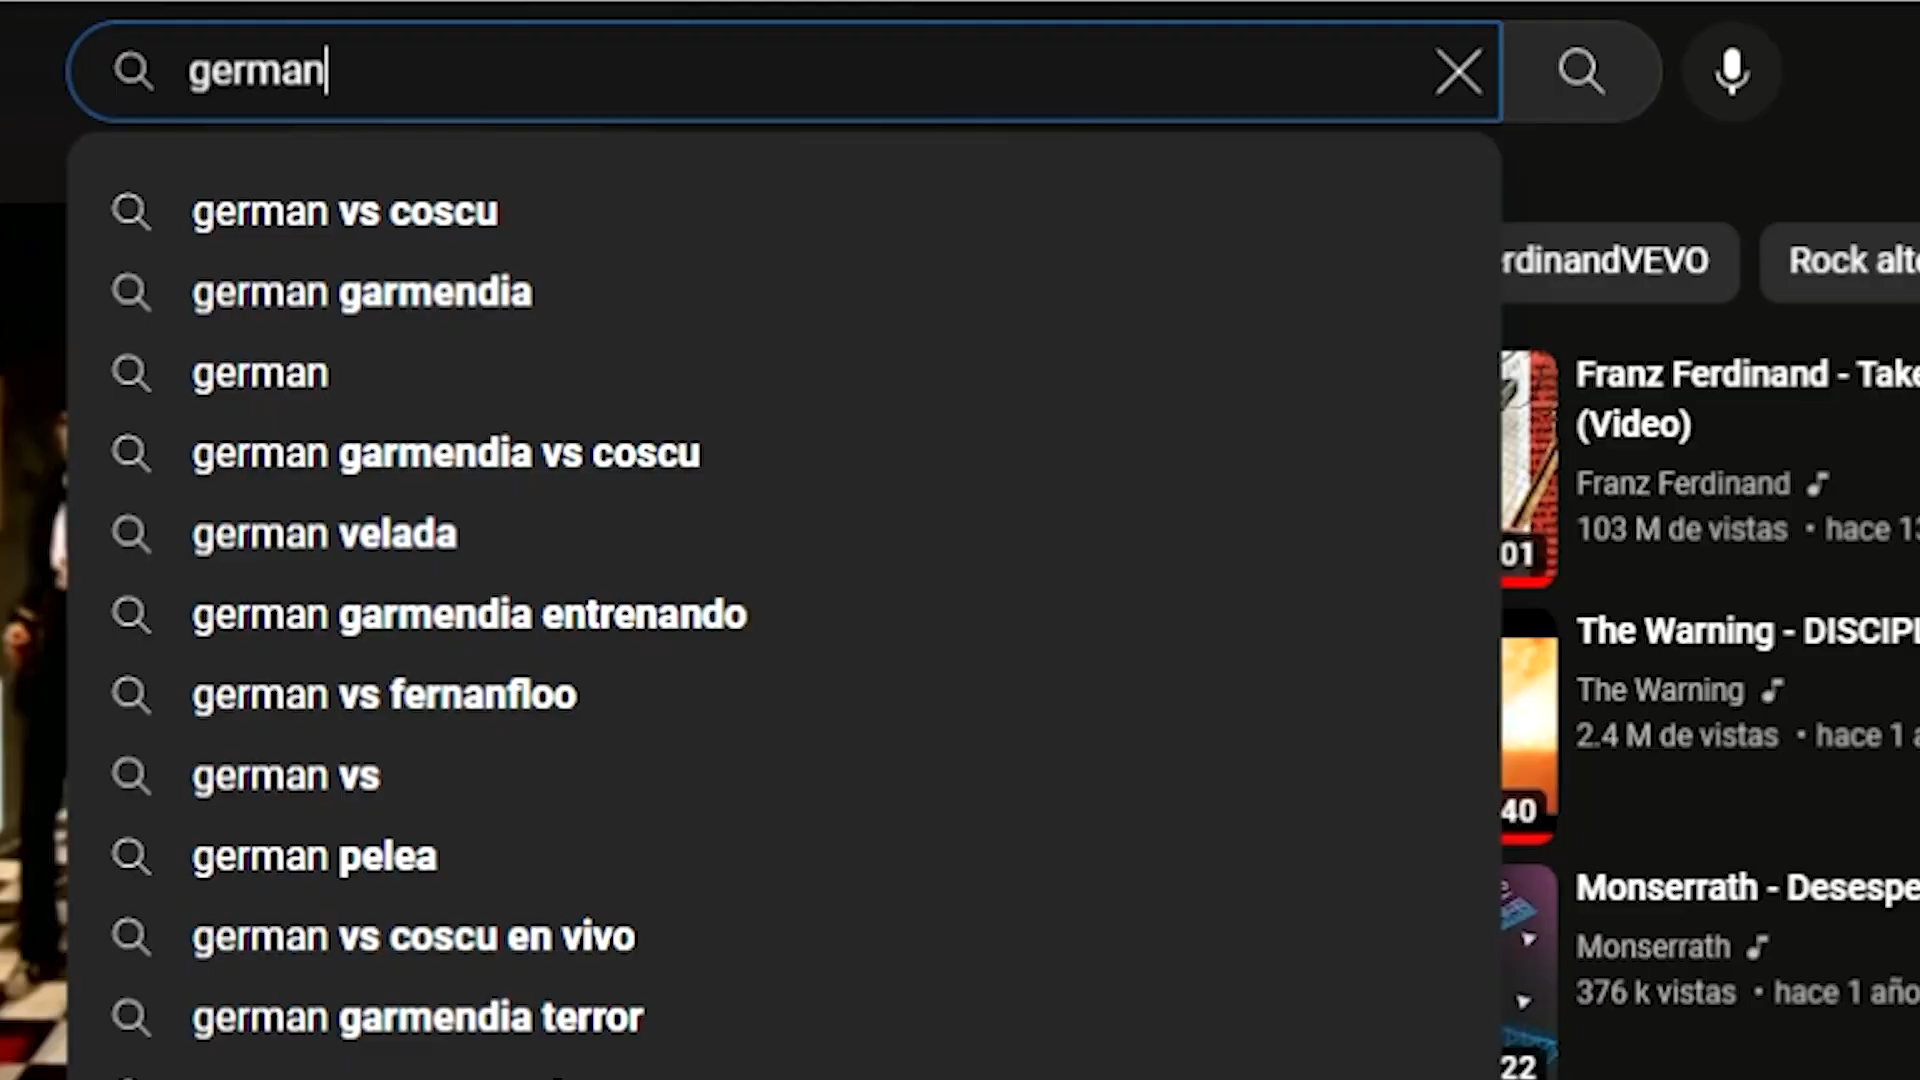 german
german vs coscu
german garmendia
german
german garmendia vs coscu
german velada
german garmendia entrenando
german vs fernanfloo
german vs
german pelea
german vs coscu en vivo
german garmendia terror
rdinandVEVO
Rock alt
Franz Ferdinand - Take
(Video)
Franz Ferdinand
103 M de vistas • hace 13
01
The Warning - DISCIPL
The Warning
2.4 M de vistas • hace 1 a
40
Monserrath - Desespe
Monserrath
376 k vistas • hace 1 año
22